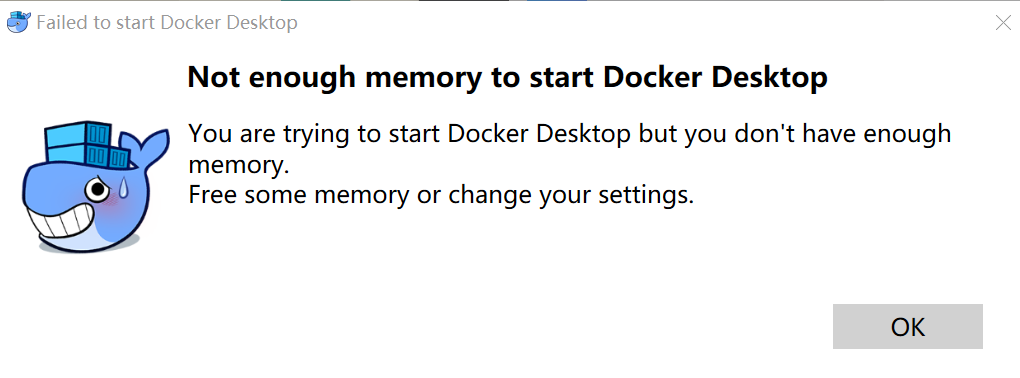 Failed to start Docker Desktop
Not enough memory to start Docker Desktop
You are trying to start Docker Desktop but you don't have enough
memory.
Free some memory or change your settings.
OK